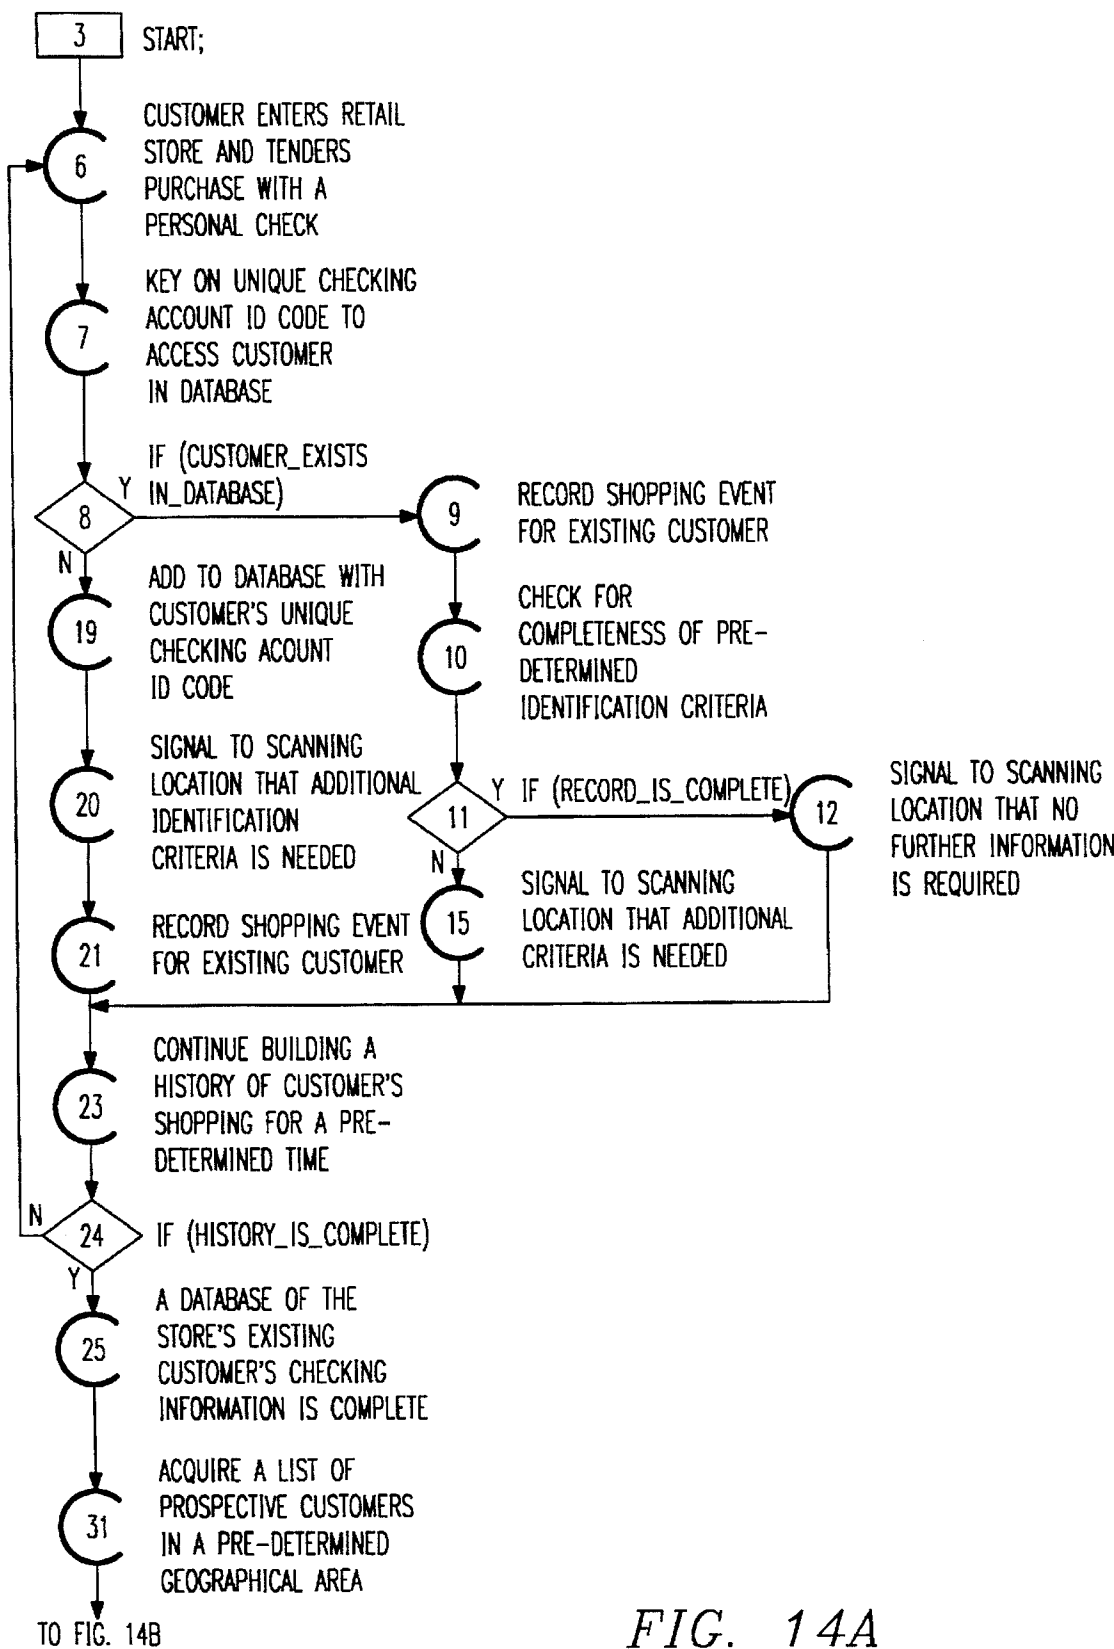 3 START;
CUSTOMER ENTERS RETAIL
STORE AND TENDERS
6
PURCHASE WITH A
PERSONAL CHECK
KEY ON UNIQUE CHECKING
ACCOUNT ID CODE TO
7
ACCESS CUSTOMER
IN DATABASE
IF (CUSTOMER_EXISTS
Y IN_DATABASE)
8
N
9
RECORD SHOPPING EVENT
FOR EXISTING CUSTOMER
ADD TO DATABASE WITH
CUSTOMER'S UNIQUE
19
CHECKING ACOUNT
ID CODE
CHECK FOR
COMPLETENESS OF PRE-
10
DETERMINED
IDENTIFICATION CRITERIA
SIGNAL TO SCANNING
LOCATION THAT ADDITIONAL
20
IDENTIFICATION
CRITERIA IS NEEDED
Y IF (RECORD_IS_COMPLETE)
11
N
12
SIGNAL TO SCANNING
LOCATION THAT NO
FURTHER INFORMATION
IS REQUIRED
SIGNAL TO SCANNING
15
LOCATION THAT ADDITIONAL
CRITERIA IS NEEDED
RECORD SHOPPING EVENT
21
FOR EXISTING CUSTOMER
CONTINUE BUILDING A
HISTORY OF CUSTOMER'S
23
SHOPPING FOR A PRE-
DETERMINED TIME
N
24 IF (HISTORY_IS_COMPLETE)
Y
A DATABASE OF THE
STORE'S EXISTING
25
CUSTOMER'S CHECKING
INFORMATION IS COMPLETE
ACQUIRE A LIST OF
PROSPECTIVE CUSTOMERS
31
IN A PRE-DETERMINED
GEOGRAPHICAL AREA
TO FIG. 14B
FIG. 14A